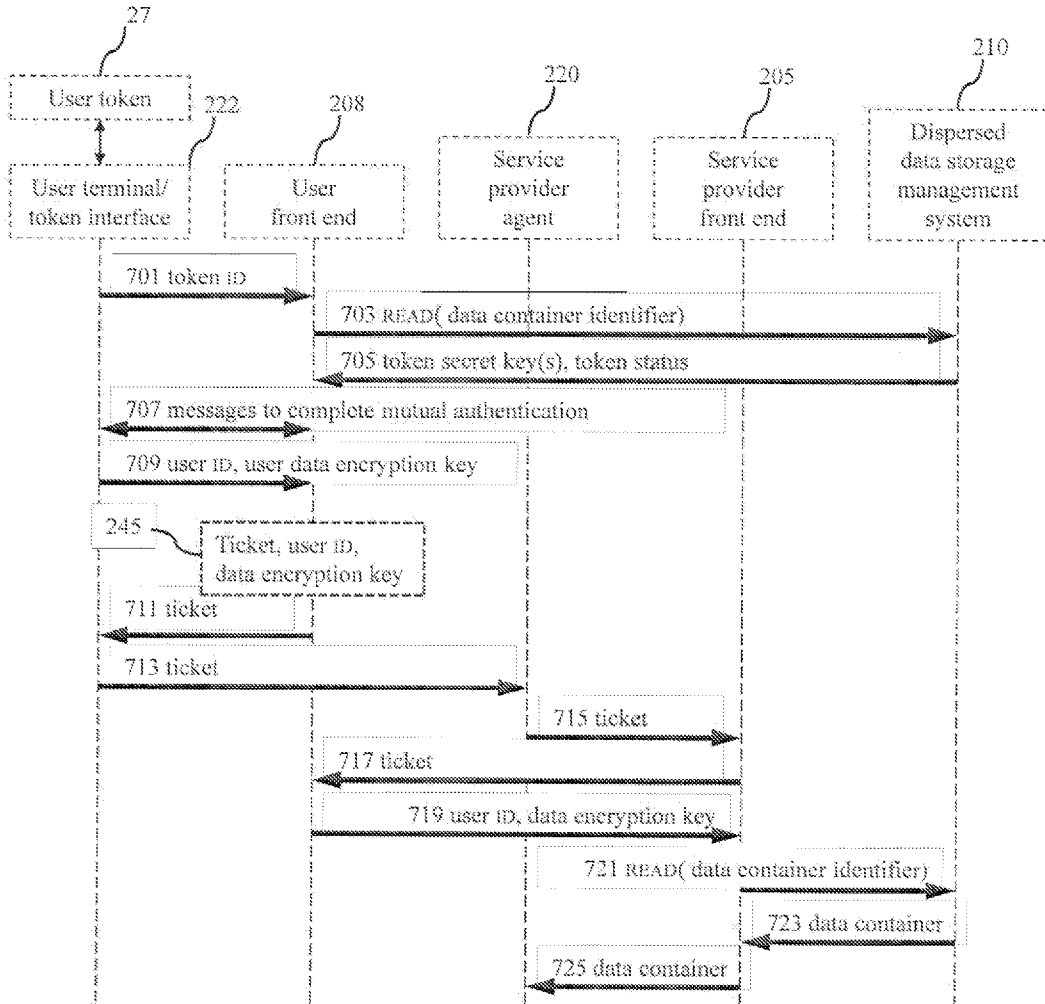 27
User token
222
208
220
205
210
User terminal/
token interface
User
front end
Service
provider
agent
Service
provider
front end
Dispersed
data storage
management
system
701 token ID
703 READ( data container identifier)
705 token secret key(s), token status
707 messages to complete mutual authentication
709 user ID, user data encryption key
245
Ticket, user ID,
data encryption key
711 ticket
713 ticket
715 ticket
717 ticket
719 user ID, data encryption key
721 READ( data container identifier)
723 data container
725 data container